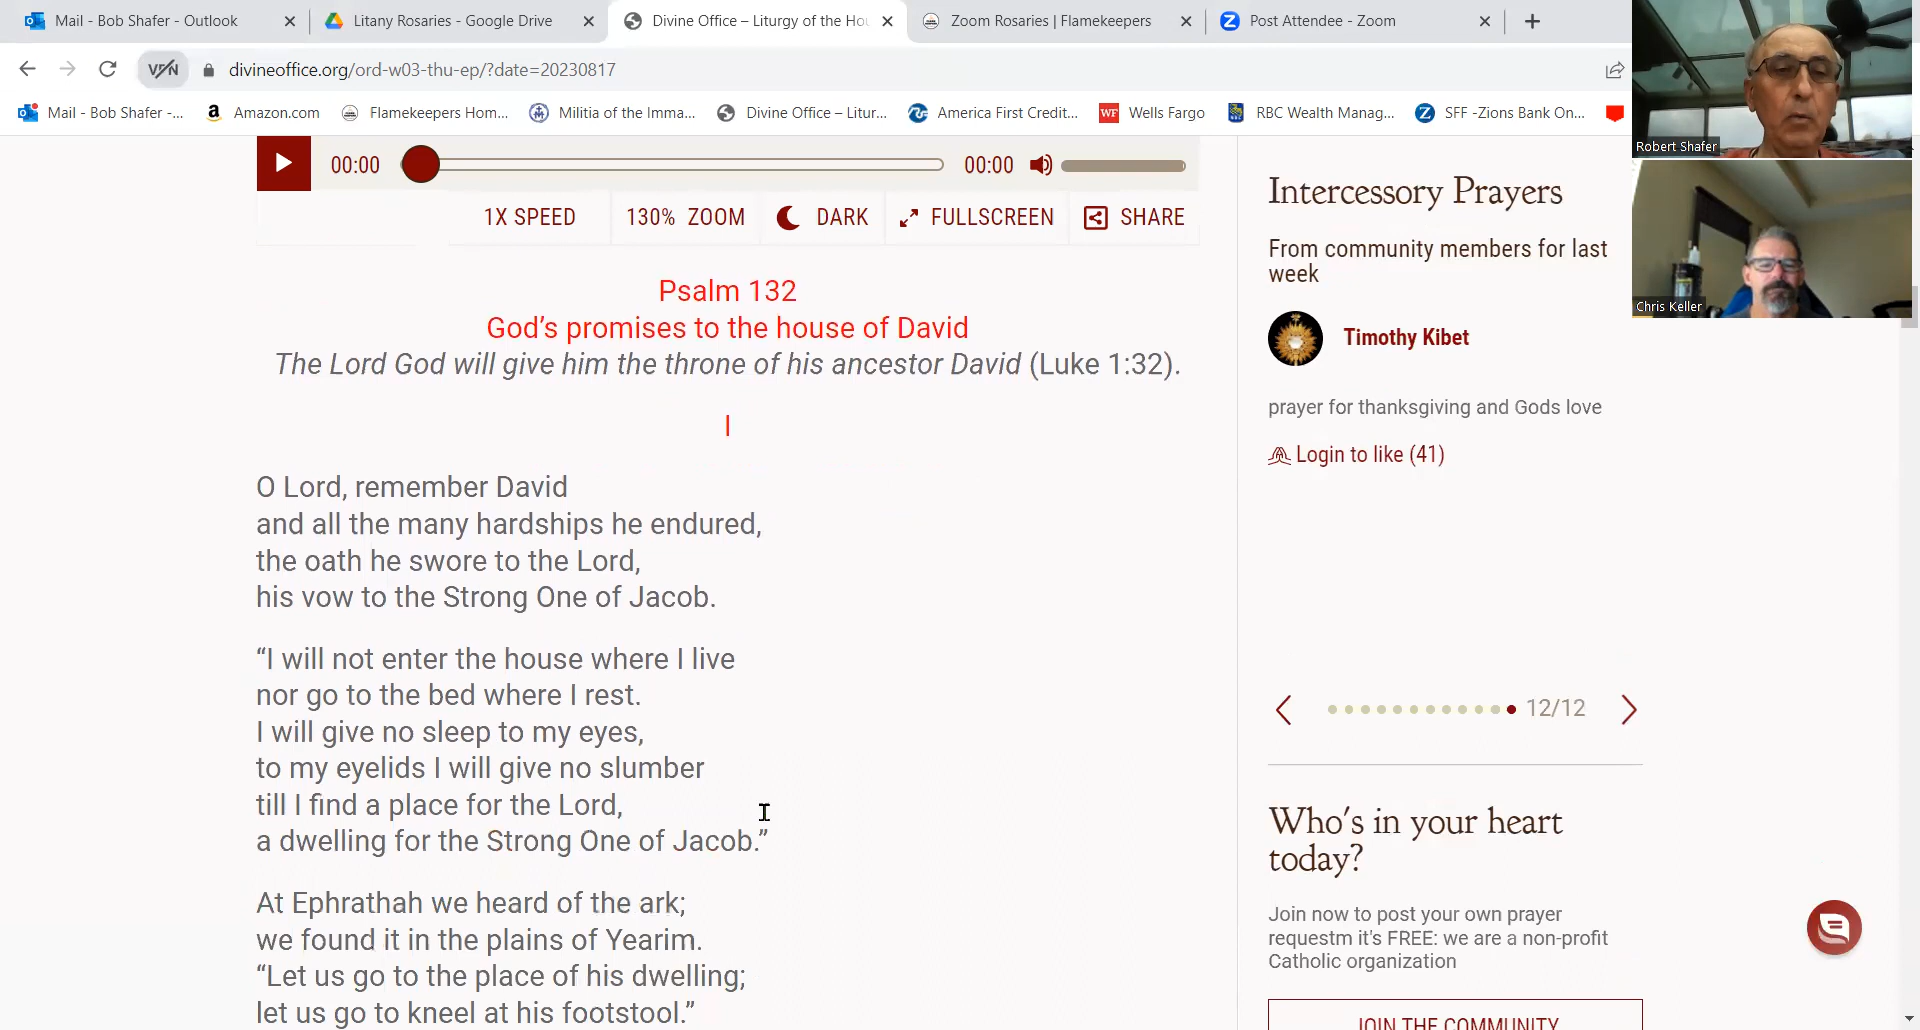 Mail - Bob Shafer - Outlook
Litany Rosaries - Google Drive
Divine Office – Liturgy of the Hou
Zoom Rosaries | Flamekeepers
Post Attendee - Zoom
VPN
divineoffice.org/ord-w03-thu-ep/?date=20230817
Mail - Bob Shafer -...
Amazon.com
Flamekeepers Hom...
Militia of the Imma...
Divine Office – Litur...
America First Credit...
WF Wells Fargo
RBC Wealth Manag...
SFF -Zions Bank On...
Robert Shafer
Chris Keller
00:00
00:00
1X SPEED
130% ZOOM
DARK
FULLSCREEN
SHARE
Psalm 132
God’s promises to the house of David
The Lord God will give him the throne of his ancestor David (Luke 1:32).
I
O Lord, remember David
and all the many hardships he endured,
the oath he swore to the Lord,
his vow to the Strong One of Jacob.
“I will not enter the house where I live
nor go to the bed where I rest.
I will give no sleep to my eyes,
to my eyelids I will give no slumber
till I find a place for the Lord,
a dwelling for the Strong One of Jacob.”
At Ephrathah we heard of the ark;
we found it in the plains of Yearim.
“Let us go to the place of his dwelling;
let us go to kneel at his footstool.”
Intercessory Prayers
From community members for last
week
Timothy Kibet
prayer for thanksgiving and Gods love
Login to like (41)
12/12
Who's in your heart
today?
Join now to post your own prayer
requestm it's FREE: we are a non-profit
Catholic organization
JOIN THE COMMUNITY